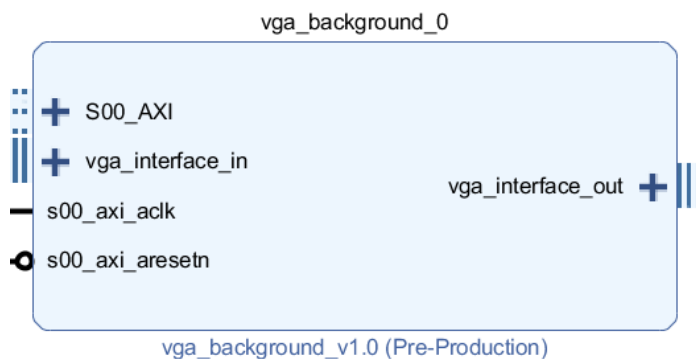 vga_background_0
S00_AXI
vga_interface_in
vga_interface_out
s00_axi_aclk
s00_axi_aresetn
vga_background_v1.0 (Pre-Production)